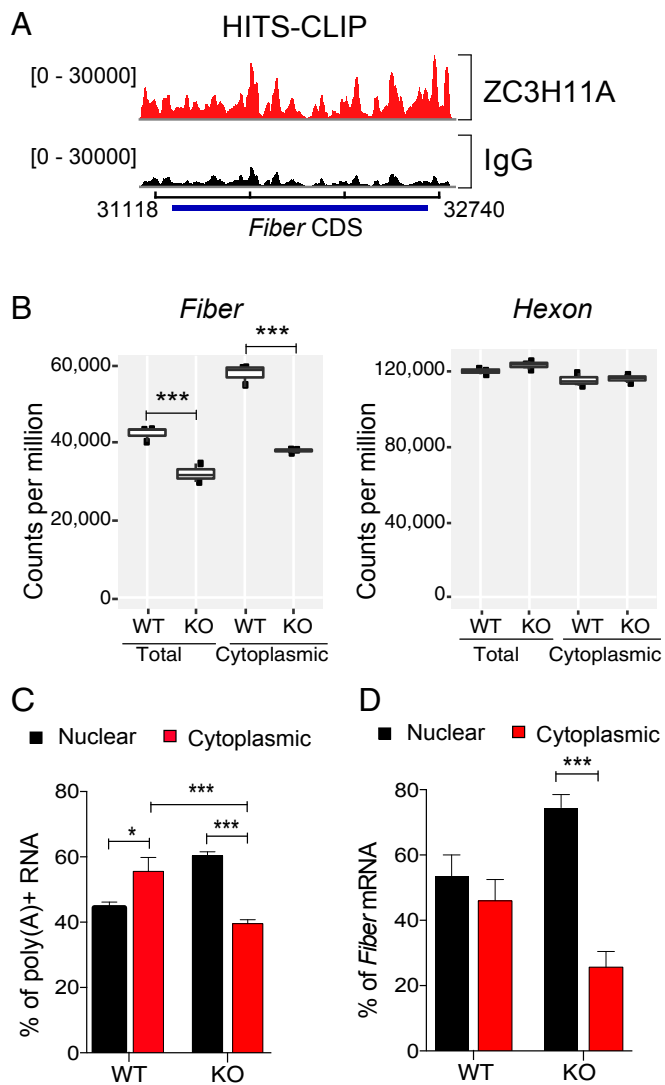 A
HITS-CLIP
[0 - 30000]
ZC3H11A
[0 - 30000]
IgG
31118
32740
Fiber CDS
B
Fiber
Hexon
Counts per million
60,000
40,000
20,000
0
***
***
WT KO WT KO
Total Cytoplasmic
Counts per million
120,000
80,000
40,000
0
WT KO WT KO
Total Cytoplasmic
C
Nuclear Cytoplasmic
% of poly(A)+ RNA
80
60
40
20
0
***
* ***
WT KO
D
Nuclear
Cytoplasmic
% of Fiber mRNA
80
60
40
20
0
***
WT KO